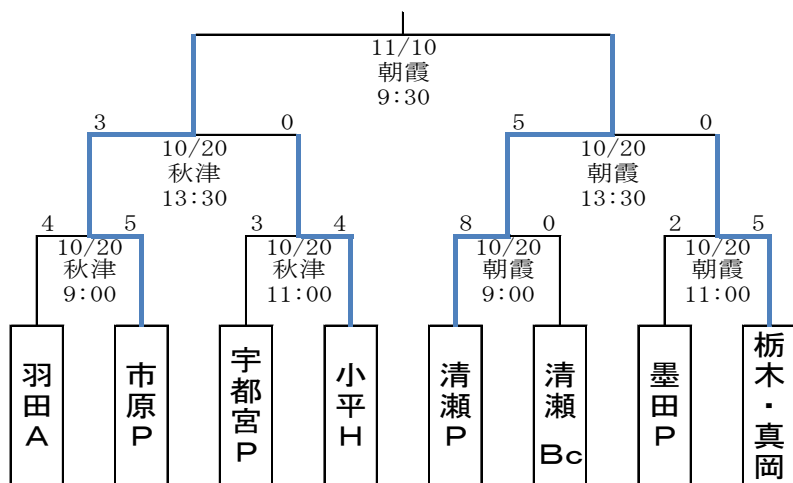 11/10
朝霞
9:30
3 0 5 0
10/20 10/20
秋津 朝霞
13:30 13:30
4 5 3 4 8 0 2 5
10/20 10/20 10/20 10/20
秋津 秋津 朝霞 朝霞
9:00 11:00 9:00 11:00
羽田A
市原P
宇都宮P
小平H
清瀬P
清瀬 Bc
墨田P
栃木・真岡